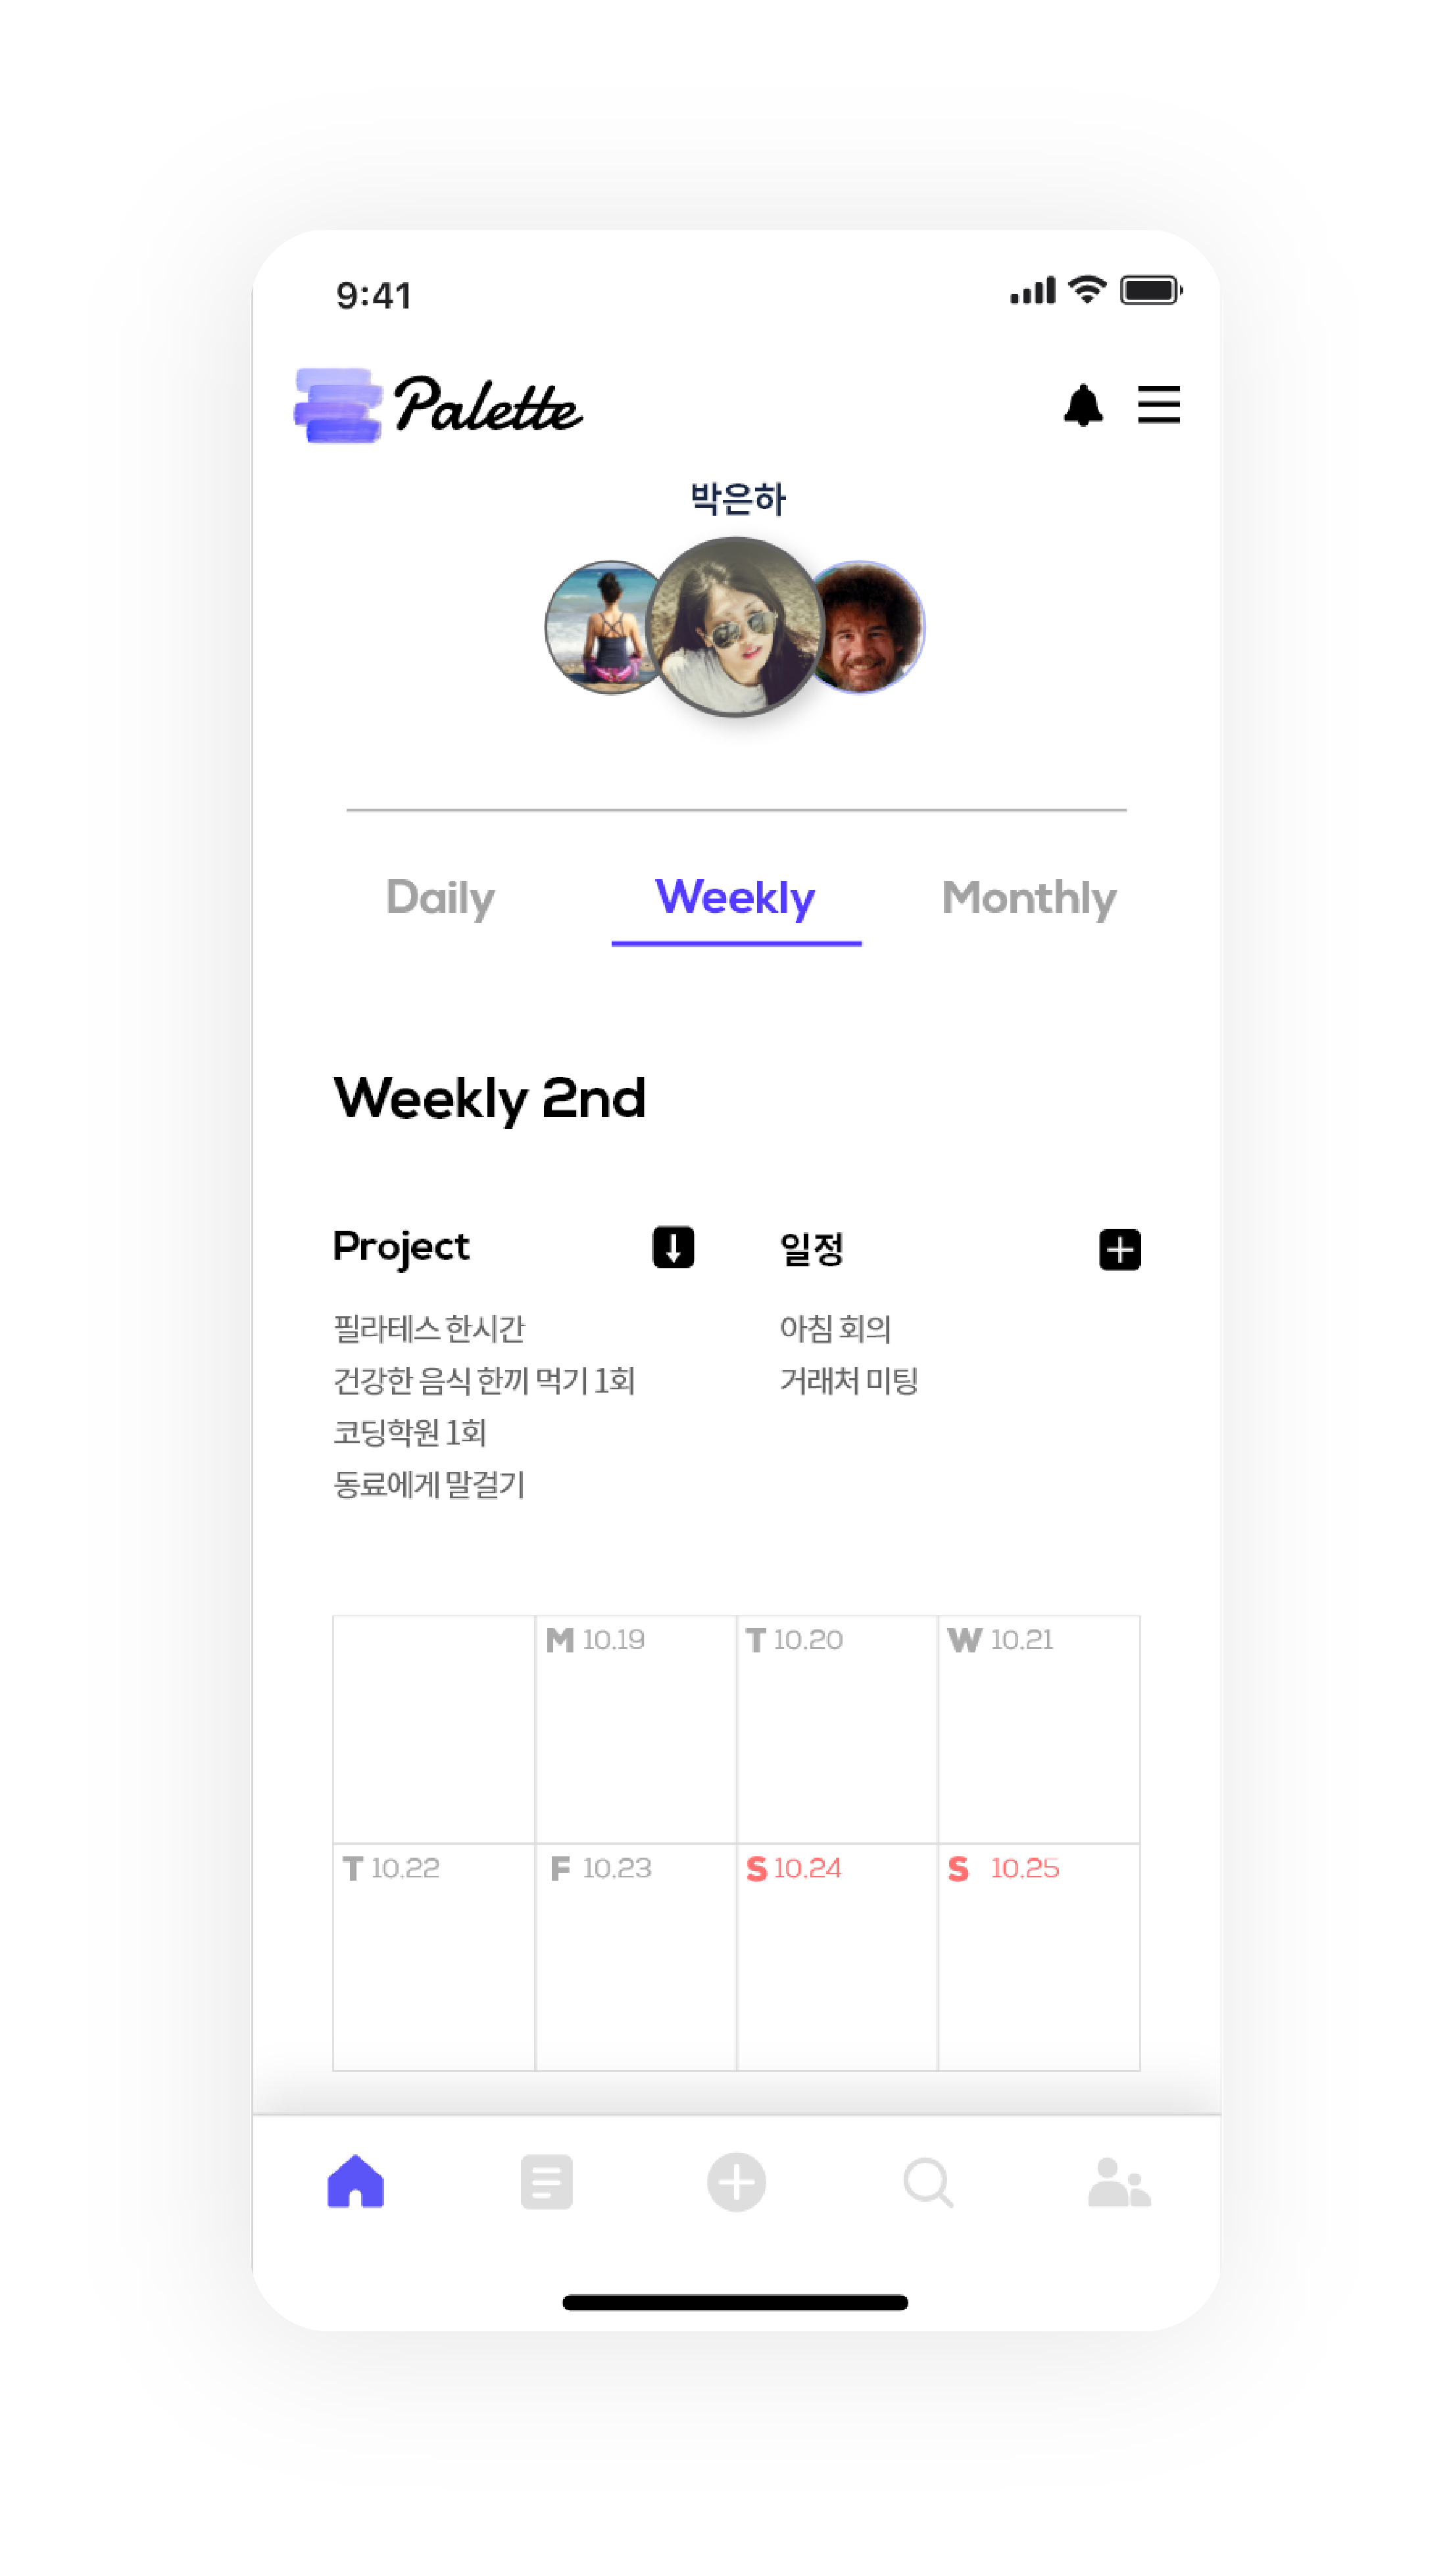 9:41
Palette
박은하
Daily Weekly Monthly
Weekly 2nd
Project
필라테스 한시간
건강한 음식 한끼 먹기 1회
코딩학원 1회
동료에게 말걸기
일정
아침 회의
거래처 미팅
M 10.19 T 10.20 W 10.21
T 10.22 F 10.23 S 10.24 S 10.25